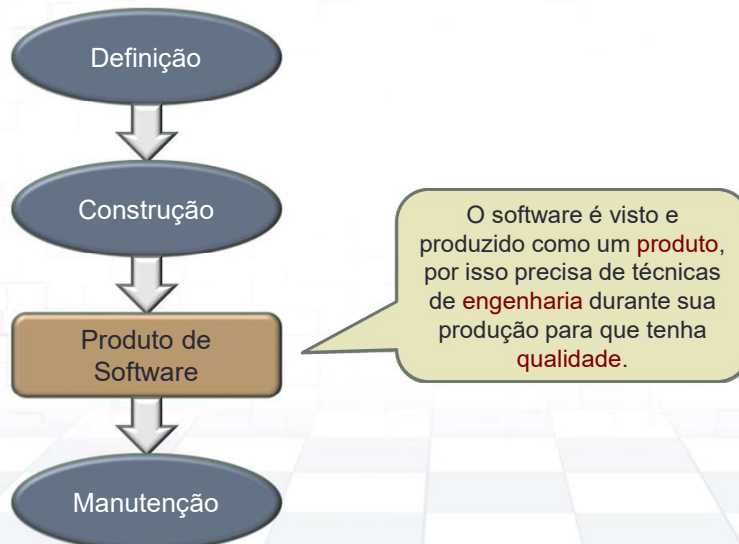 Definição
Construção
O software é visto e
produzido como um produto,
por isso precisa de técnicas
de engenharia durante sua
produção para que tenha
qualidade.
Produto de
Software
Manutenção